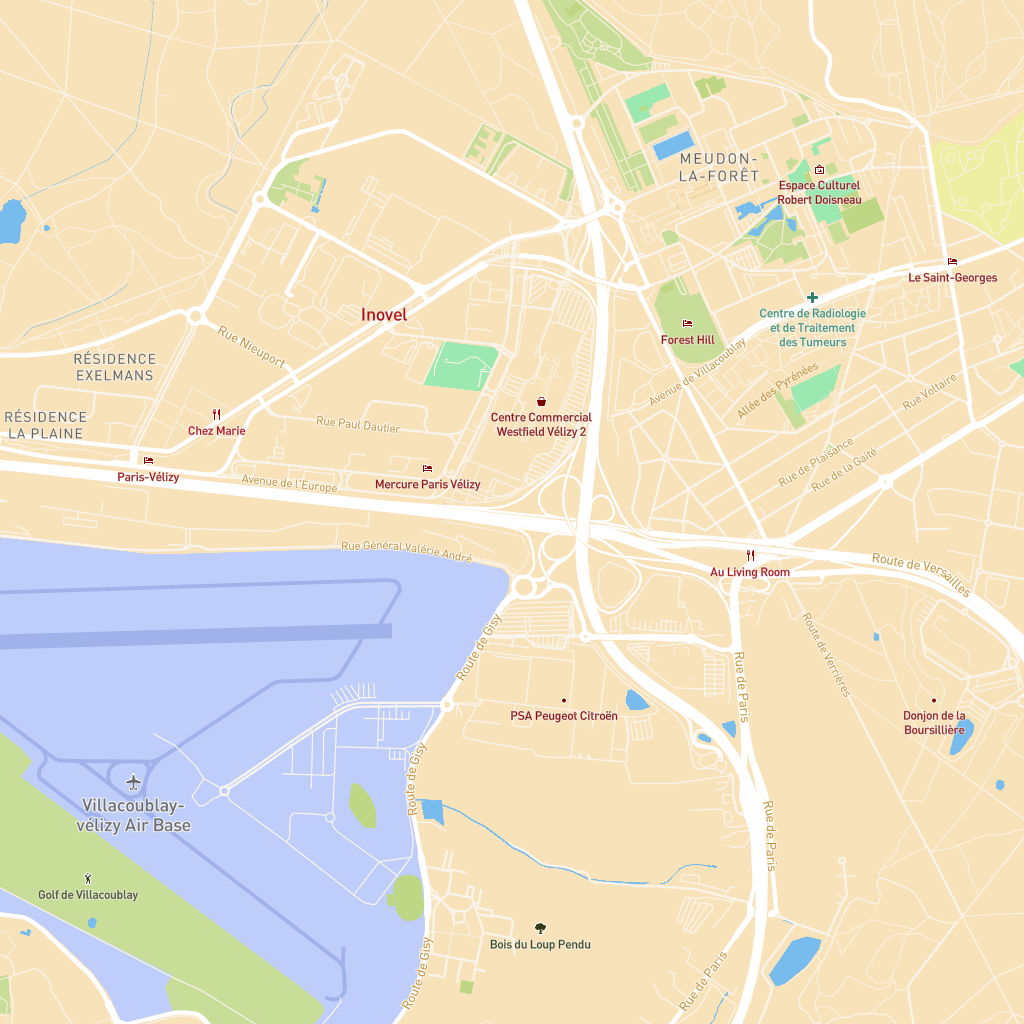 MEUDON-
LA-FORÊT
Espace Culturel
Robert Doisneau
Le Saint-Georges
Centre de Radiologie
et de Traitement
des Tumeurs
Inovel
Forest Hill
Rue Nieuport
Avenue de Villacoublay
RÉSIDENCE
EXELMANS
Allée des Pyrénées
Rue Voltaire
RÉSIDENCE
LA PLAINE
Chez Marie
Rue Paul Dautier
Centre Commercial
Westfield Vélizy 2
Rue de Plaisance
Rue de la Gaité
Paris-Vélizy
Avenue de l'Europe
Mercure Paris Vélizy
Rue Général Valérie André
Au Living Room
Route de Versailles
Route de Gisy
Route de Verrières
Rue de Paris
PSA Peugeot Citroën
Donjon de la
Boursillière
Route de Gisy
Villacoublay-
vélizy Air Base
Rue de Paris
Golf de Villacoublay
Bois du Loup Pendu
Route de Gisy
Rue de Paris